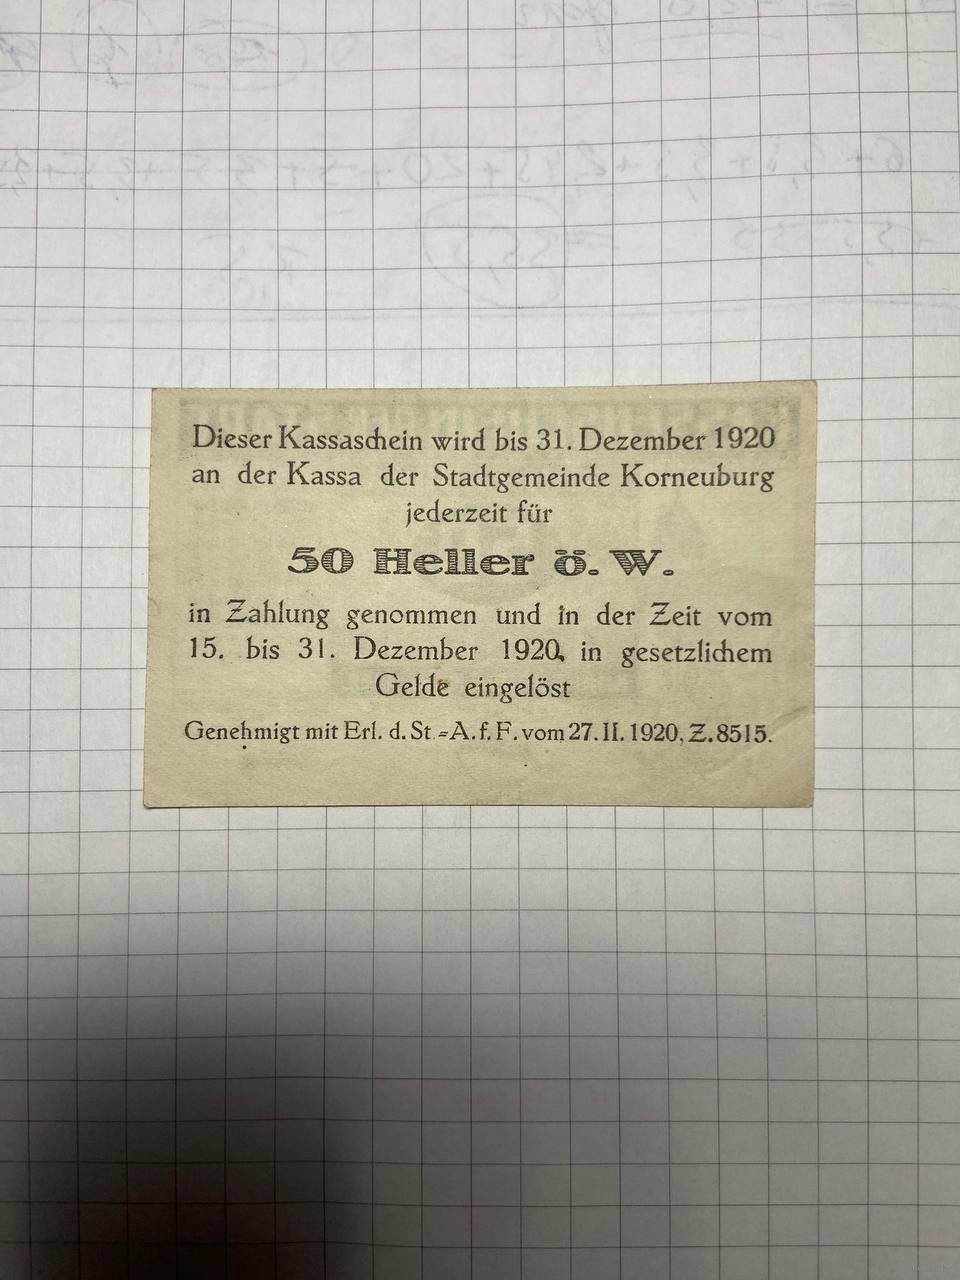 Dieser Kassaschein wird bis 31. Dezember 1920
an der Kassa der Stadtgemeinde Korneuburg
jederzeit für
50 Heller ö. W.
in Zahlung genommen und in der Zeit vom
15. bis 31. Dezember 1920, in gesetzlichem
Gelde eingelöst
Genehmigt mit Erl. d. St.=A. f. F. vom 27. II. 1920, Z. 8515.